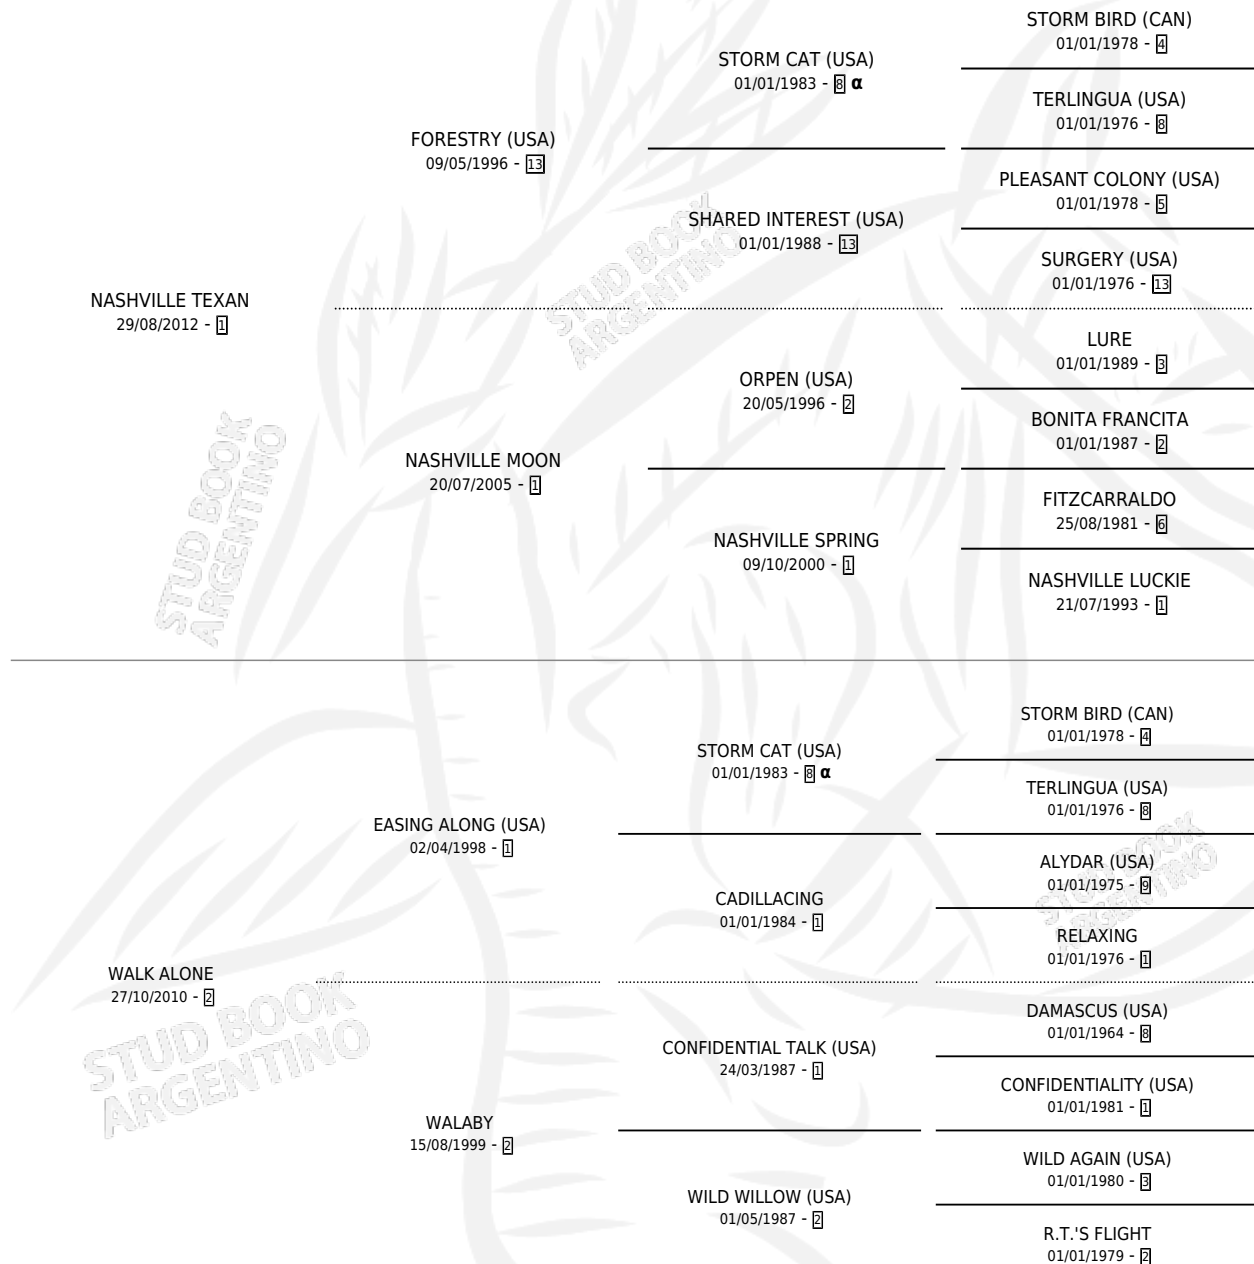 STORM BIRD (CAN)
01/01/1978 - 4
STORM CAT (USA)
01/01/1983 - 8 α
TERLINGUA (USA)
01/01/1976 - 8
FORESTRY (USA)
09/05/1996 - 13
PLEASANT COLONY (USA)
01/01/1978 - 5
SHARED INTEREST (USA)
01/01/1988 - 13
SURGERY (USA)
01/01/1976 - 13
NASHVILLE TEXAN
29/08/2012 - 1
STUD BOOK
ARGENTINO
LURE
01/01/1989 - 3
ORPEN (USA)
20/05/1996 - 2
BONITA FRANCITA
01/01/1987 - 2
NASHVILLE MOON
20/07/2005 - 1
FITZCARRALDO
25/08/1981 - 6
NASHVILLE SPRING
09/10/2000 - 1
NASHVILLE LUCKIE
21/07/1993 - 1
STUD BOOK
ARGENTINO
STORM BIRD (CAN)
01/01/1978 - 4
STORM CAT (USA)
01/01/1983 - 8 α
TERLINGUA (USA)
01/01/1976 - 8
EASING ALONG (USA)
02/04/1998 - 1
ALYDAR (USA)
01/01/1975 - 9
STUD BOOK
ARGENTINO
CADILLACING
01/01/1984 - 1
RELAXING
01/01/1976 - 1
WALK ALONE
27/10/2010 - 2
STUD BOOK
ARGENTINO
DAMASCUS (USA)
01/01/1964 - 8
CONFIDENTIAL TALK (USA)
24/03/1987 - 1
CONFIDENTIALITY (USA)
01/01/1981 - 1
WALABY
15/08/1999 - 2
WILD AGAIN (USA)
01/01/1980 - 3
WILD WILLOW (USA)
01/05/1987 - 2
R.T.'S FLIGHT
01/01/1979 - 2